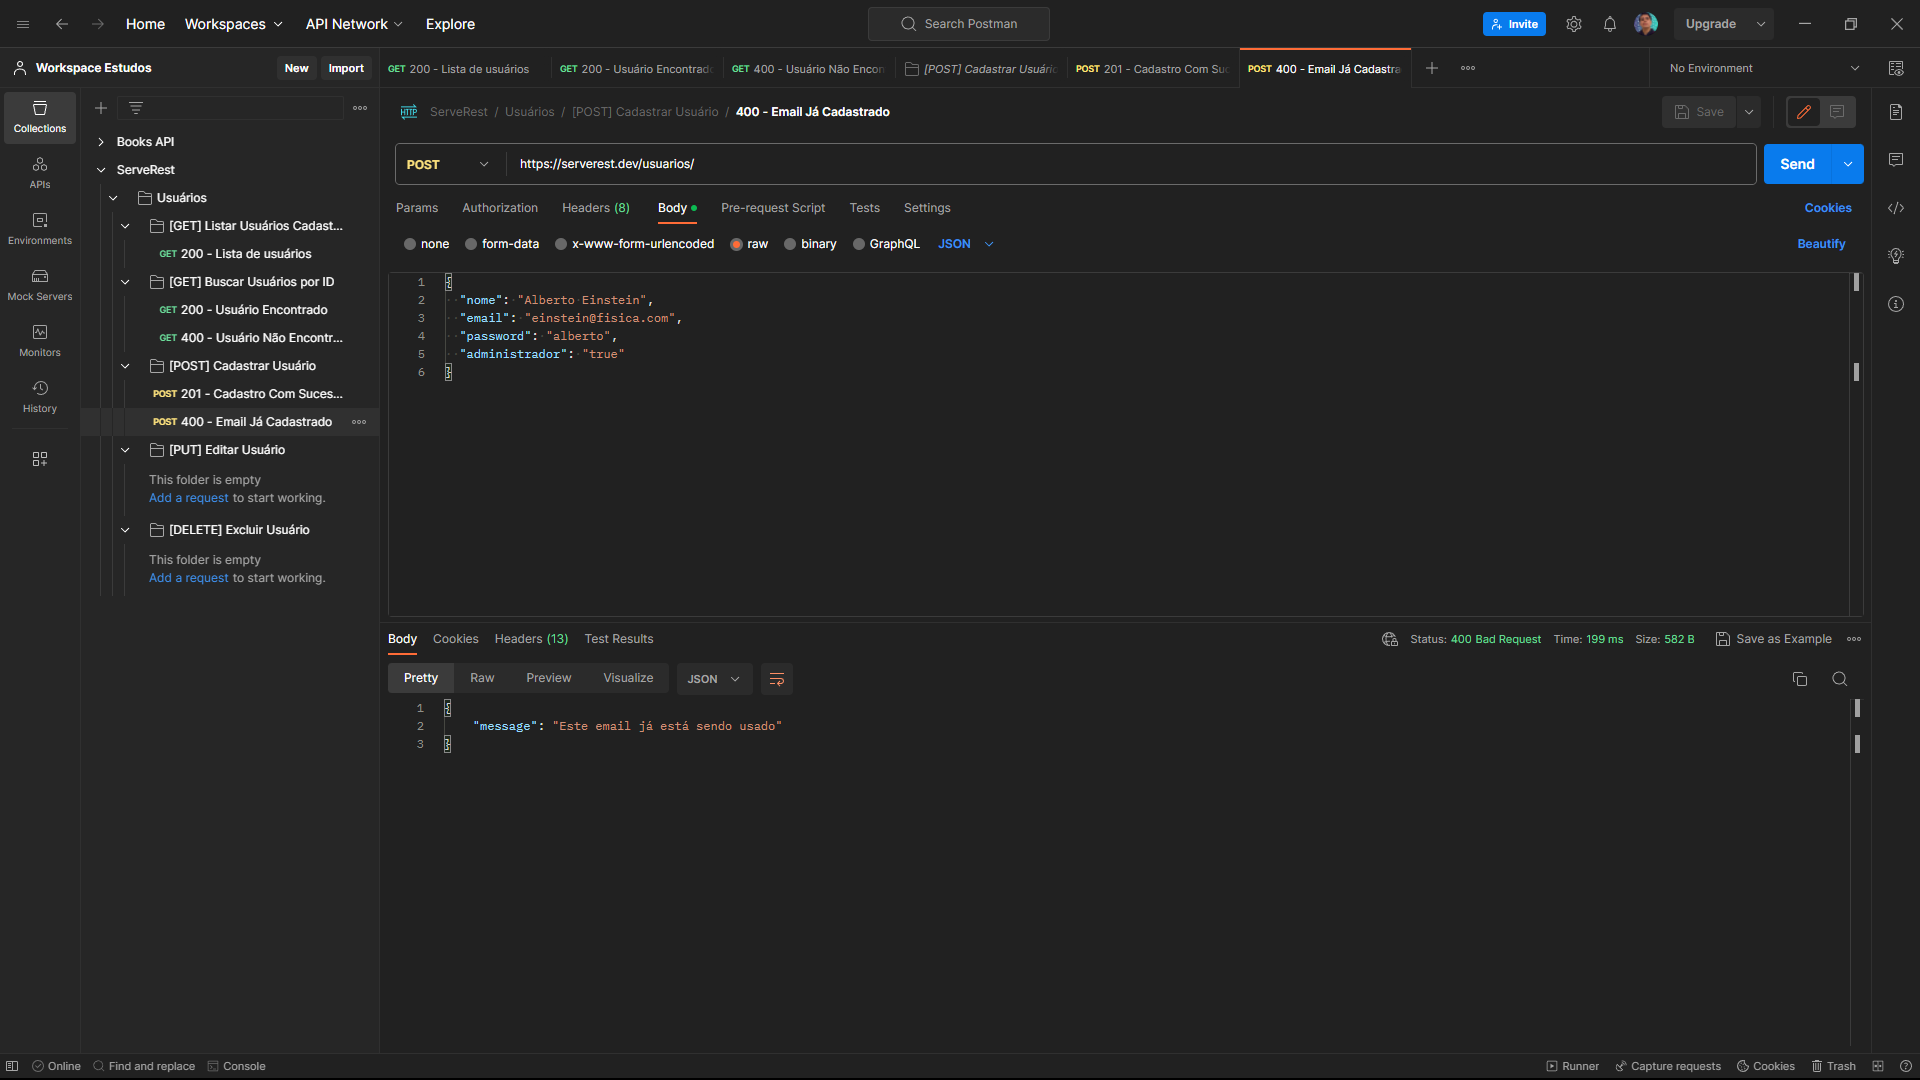 Home
Workspaces
API Network
Explore
Search Postman
Invite
Upgrade
Workspace Estudos
New
Import
GET 200 - Lista de usuários
GET 200 - Usuário Encontrado
GET 400 - Usuário Não Encon
[POST] Cadastrar Usuário
POST 201 - Cadastro Com Suc
POST 400 - Email Já Cadastra
No Environment
Collections
APIs
Environments
Mock Servers
Monitors
History
Books API
ServeRest
Usuários
[GET] Listar Usuários Cadast...
GET 200 - Lista de usuários
[GET] Buscar Usuários por ID
GET 200 - Usuário Encontrado
GET 400 - Usuário Não Encontr...
[POST] Cadastrar Usuário
POST 201 - Cadastro Com Suces...
POST 400 - Email Já Cadastrado
[PUT] Editar Usuário
This folder is empty
Add a request to start working.
[DELETE] Excluir Usuário
This folder is empty
Add a request to start working.
HTTP ServeRest / Usuários / [POST] Cadastrar Usuário / 400 - Email Já Cadastrado
Save
POST
https://serverest.dev/usuarios/
Send
Params
Authorization
Headers (8)
Body
Pre-request Script
Tests
Settings
Cookies
none
form-data
x-www-form-urlencoded
raw
binary
GraphQL
JSON
Beautify
1 {
2 "nome": "Alberto Einstein",
3 "email": "einstein@fisica.com",
4 "password": "alberto",
5 "administrador": "true"
6 }
Body
Cookies
Headers (13)
Test Results
Status: 400 Bad Request
Time: 199 ms
Size: 582 B
Save as Example
Pretty
Raw
Preview
Visualize
JSON
1 {
2 "message": "Este email já está sendo usado"
3 }
Online
Find and replace
Console
Runner
Capture requests
Cookies
Trash